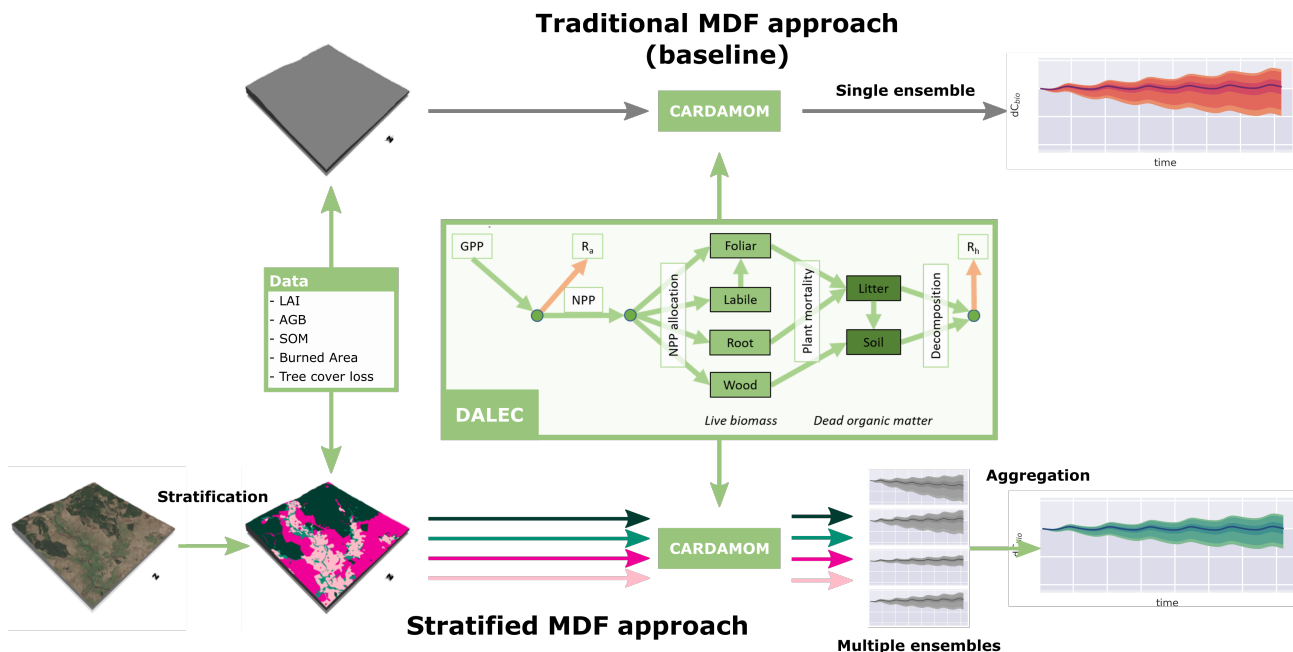 Traditional MDF approach
(baseline)
CARDAMOM
Single ensemble
dC_bio
time
GPP
R_a
NPP
NPP allocation
Foliar
Labile
Root
Wood
Plant mortality
Litter
Soil
Decomposition
R_h
DALEC
Live biomass
Dead organic matter
Data
- LAI
- AGB
- SOM
- Burned Area
- Tree cover loss
Stratification
CARDAMOM
Stratified MDF approach
Multiple ensembles
Aggregation
time